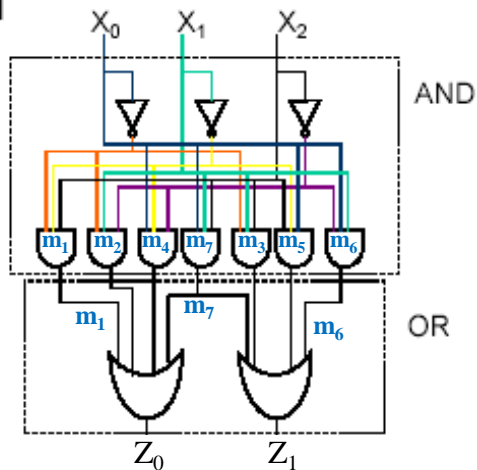 X₀ X₁ X₂
AND
m₁ m₂ m₄ m₇ m₃ m₅ m₆
m₁ m₇ m₆
OR
Z₀ Z₁